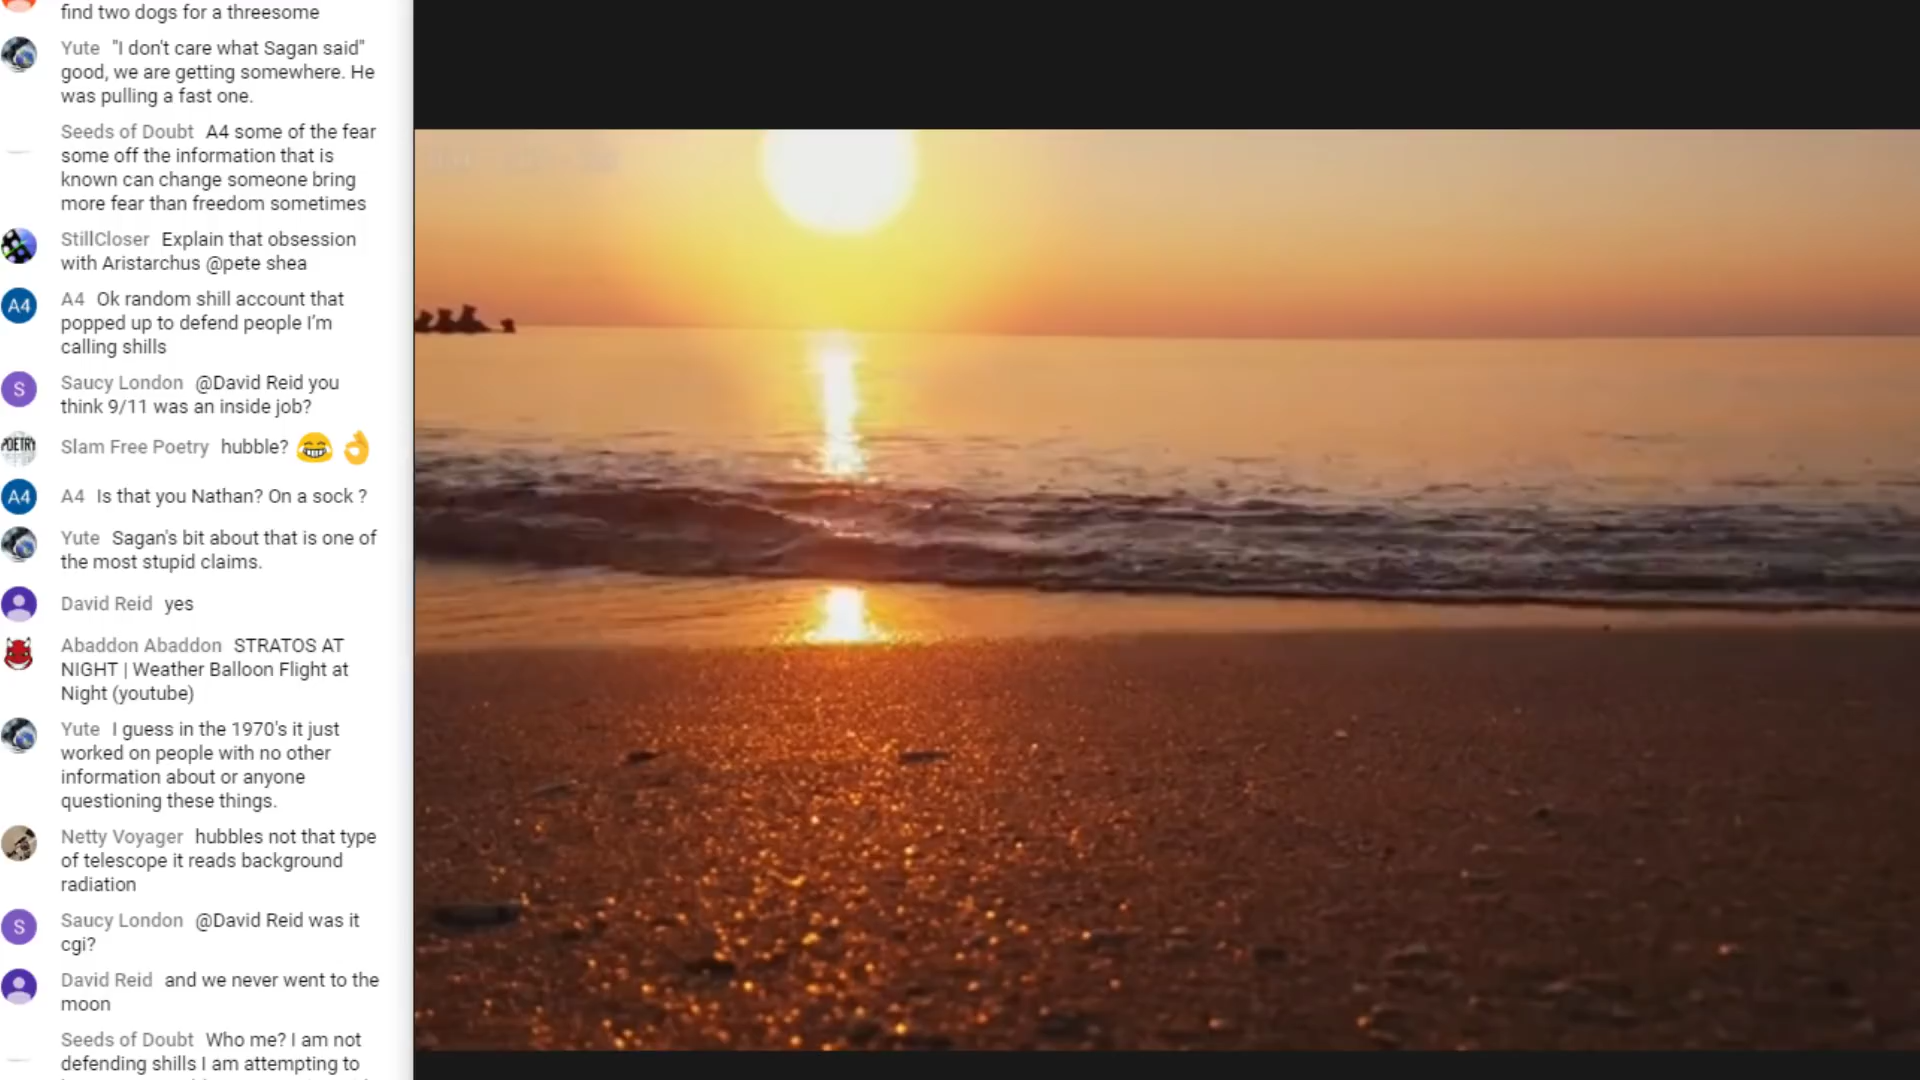 find two dogs for a threesome
Yute "I don't care what Sagan said"
good, we are getting somewhere. He
was pulling a fast one.
Seeds of Doubt A4 some of the fear
some off the information that is
known can change someone bring
more fear than freedom sometimes
StillCloser Explain that obsession
with Aristarchus @pete shea
A4 A4 Ok random shill account that
popped up to defend people I'm
calling shills
S Saucy London @David Reid you
think 9/11 was an inside job?
POETRY Slam Free Poetry hubble? 😂 👌
A4 A4 Is that you Nathan? On a sock ?
Yute Sagan's bit about that is one of
the most stupid claims.
David Reid yes
Abaddon Abaddon STRATOS AT
NIGHT | Weather Balloon Flight at
Night (youtube)
Yute I guess in the 1970's it just
worked on people with no other
information about or anyone
questioning these things.
Netty Voyager hubbles not that type
of telescope it reads background
radiation
S Saucy London @David Reid was it
cgi?
David Reid and we never went to the
moon
Seeds of Doubt Who me? I am not
defending shills I am attempting to